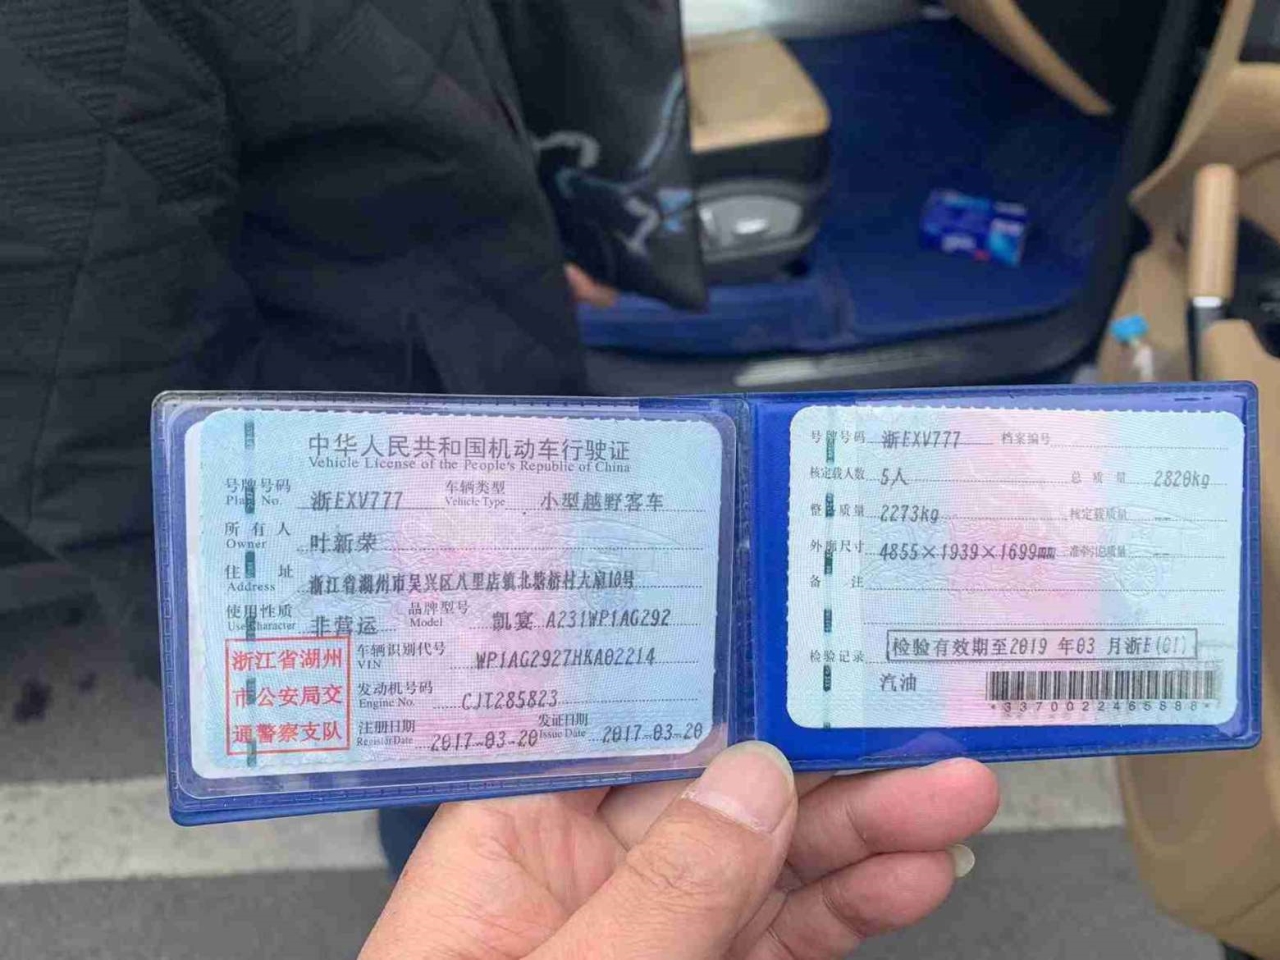 中华人民共和国机动车行驶证
Vehicle License of the People's Republic of China
号牌号码 浙EXV777 车辆类型 小型越野客车
Plate No. Vehicle Type
所有人 叶新荣
Owner
住址 浙江省湖州市吴兴区八里店镇北塘桥村大扇18号
Address
使用性质 非营运 品牌型号 凯宴 A231WP1AG292
Use Character Model
浙江省湖州
市公安局交
通警察支队
车辆识别代号 WP1AG2927HKA02214
VIN
发动机号码 CJT285823
Engine No.
注册日期 2017-03-20 发证日期 2017-03-20
Register Date Issue Date
号牌号码 浙EXV777 档案编号
核定载人数 5人 总质量 2820kg
整备质量 2273kg 核定载质量 --
外廓尺寸 4855×1939×1699mm 准牵引总质量 --
备注
检验记录 检验有效期至2019年03月浙E(01)
汽油
*3370022465888*